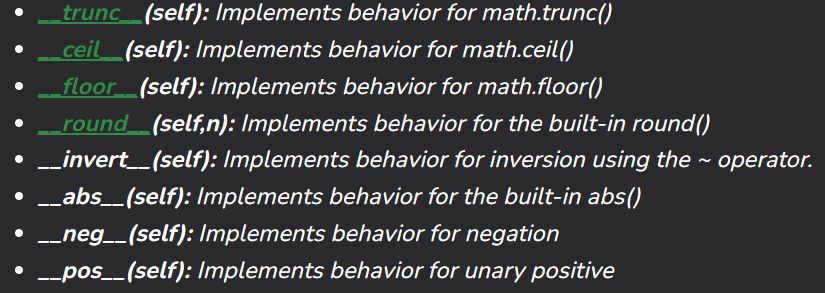 • __trunc__(self): Implements behavior for math.trunc()
• __ceil__(self): Implements behavior for math.ceil()
• __floor__(self): Implements behavior for math.floor()
• __round__(self,n): Implements behavior for the built-in round()
• __invert__(self): Implements behavior for inversion using the ~ operator.
• __abs__(self): Implements behavior for the built-in abs()
• __neg__(self): Implements behavior for negation
• __pos__(self): Implements behavior for unary positive